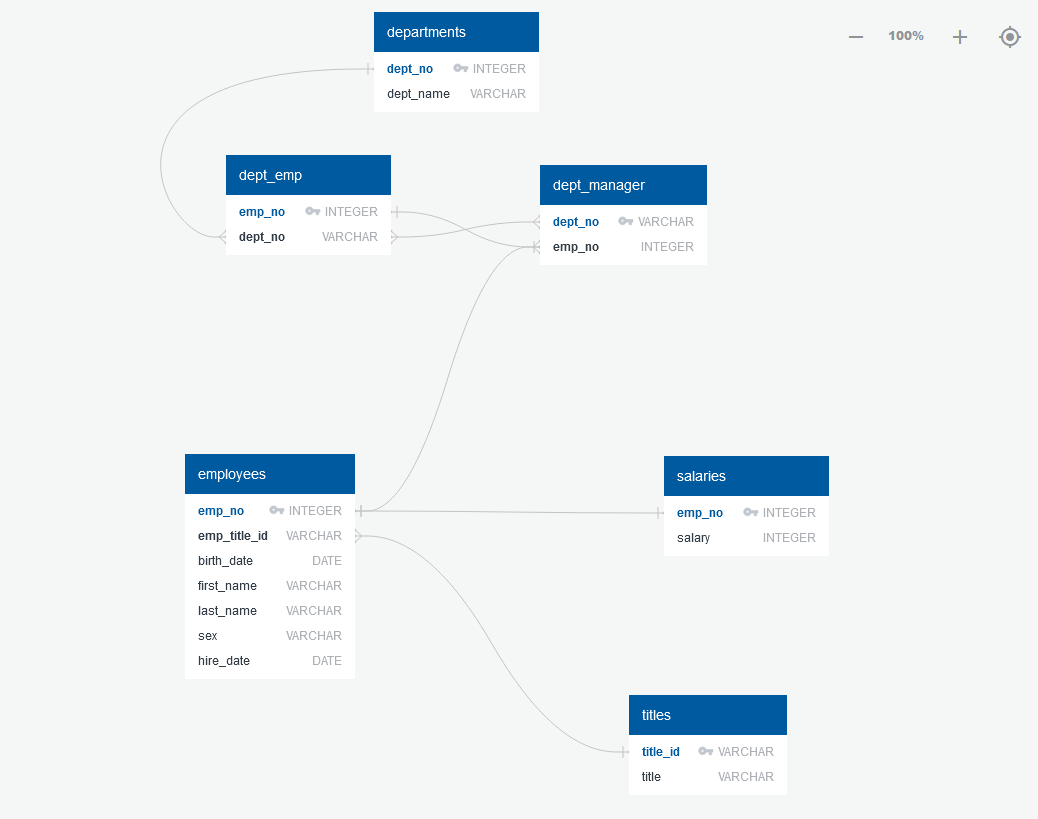 departments
dept_no INTEGER
dept_name VARCHAR
100%
dept_emp
emp_no INTEGER
dept_no VARCHAR
dept_manager
dept_no VARCHAR
emp_no INTEGER
employees
emp_no INTEGER
emp_title_id VARCHAR
birth_date DATE
first_name VARCHAR
last_name VARCHAR
sex VARCHAR
hire_date DATE
salaries
emp_no INTEGER
salary INTEGER
titles
title_id VARCHAR
title VARCHAR